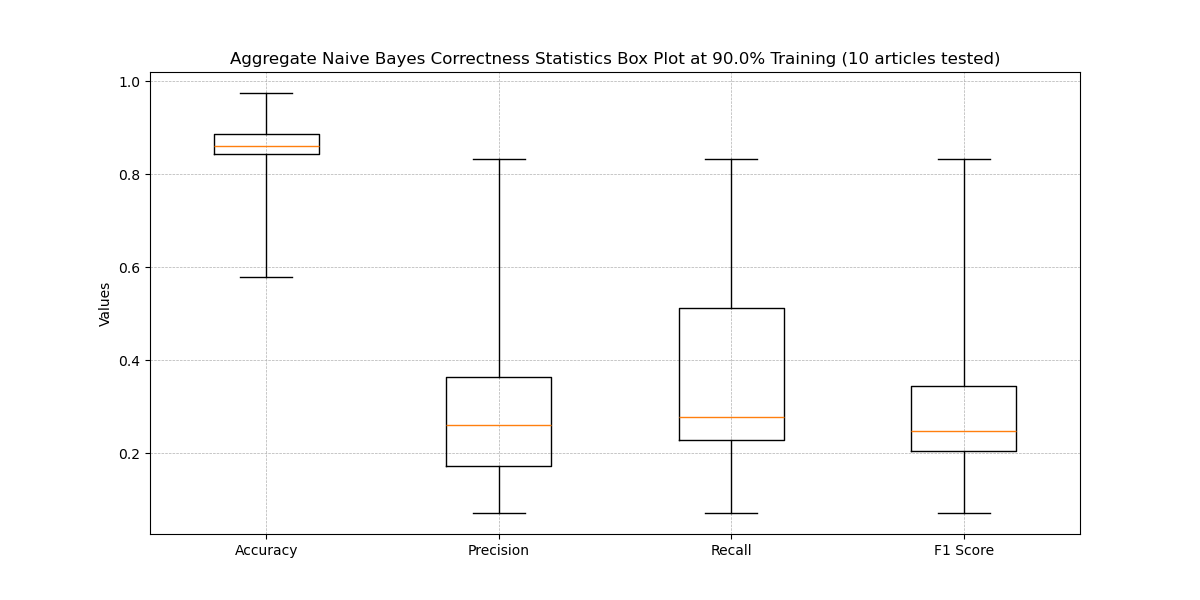 Aggregate Naive Bayes Correctness Statistics Box Plot at 90.0% Training (10 articles tested)
1.0
0.8
0.6
0.4
0.2
Values
Accuracy Precision Recall F1 Score